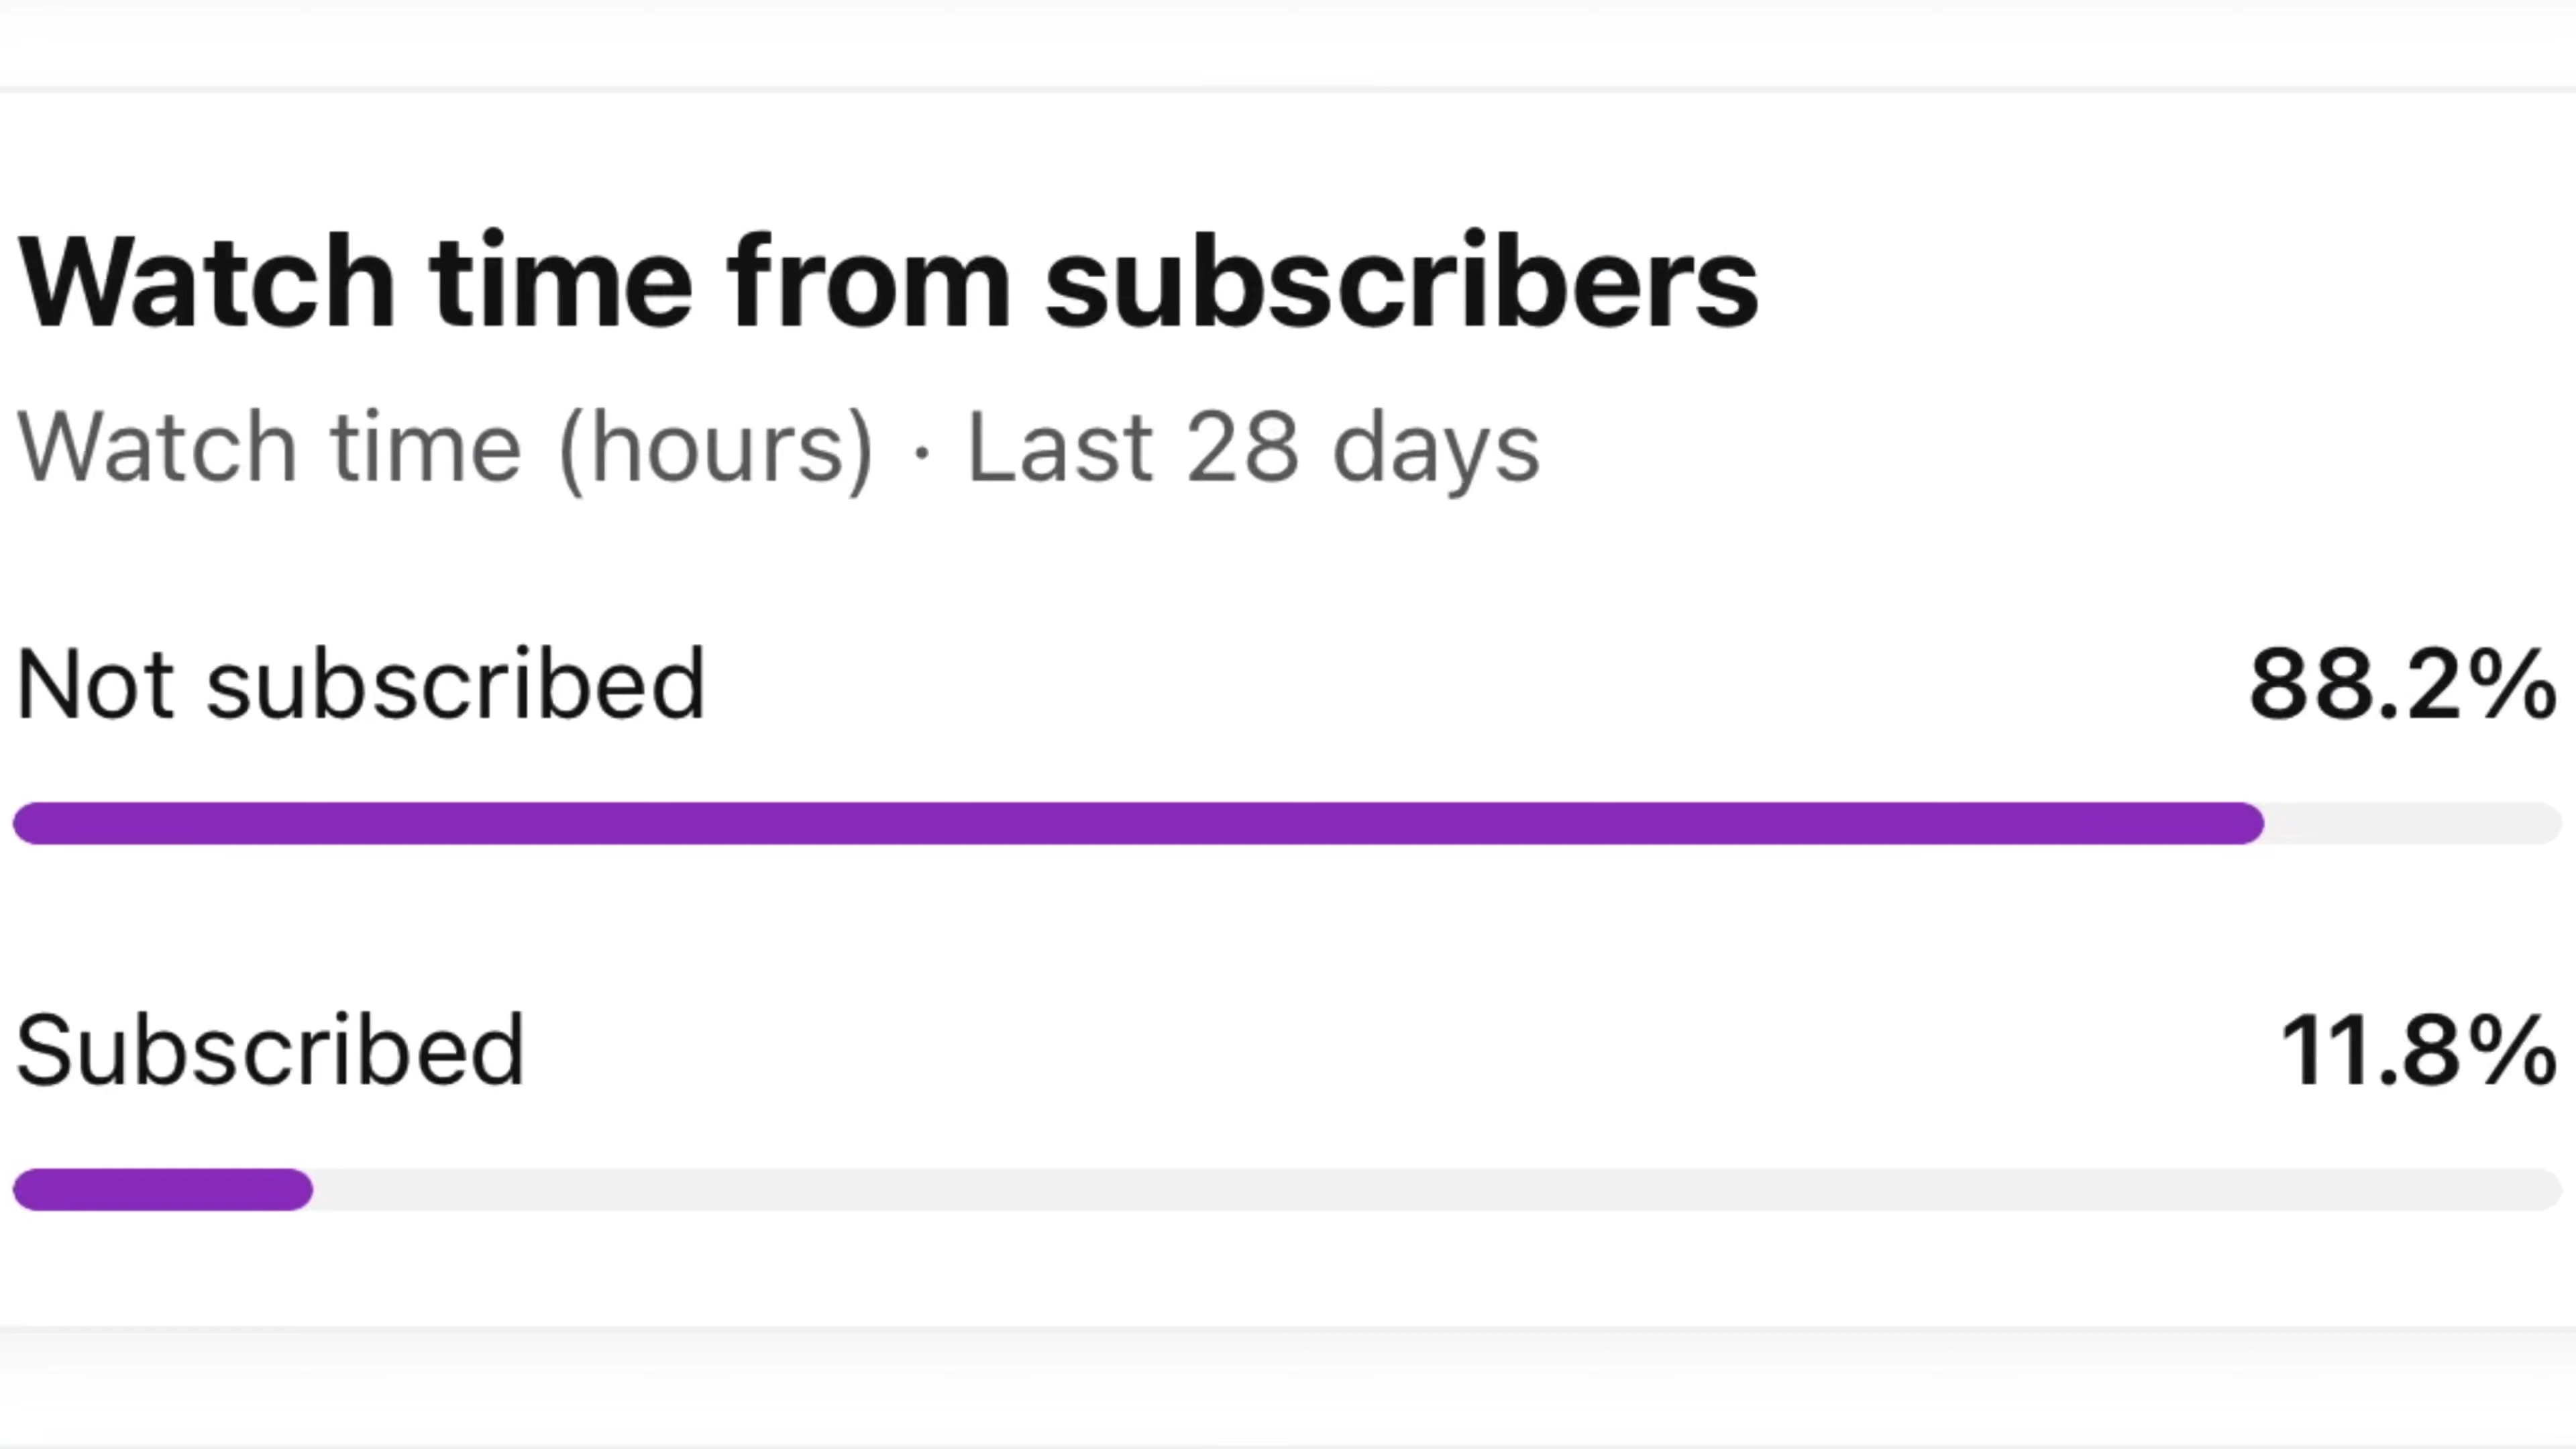 Watch time from subscribers
Watch time (hours) · Last 28 days
Not subscribed 88.2%
Subscribed 11.8%